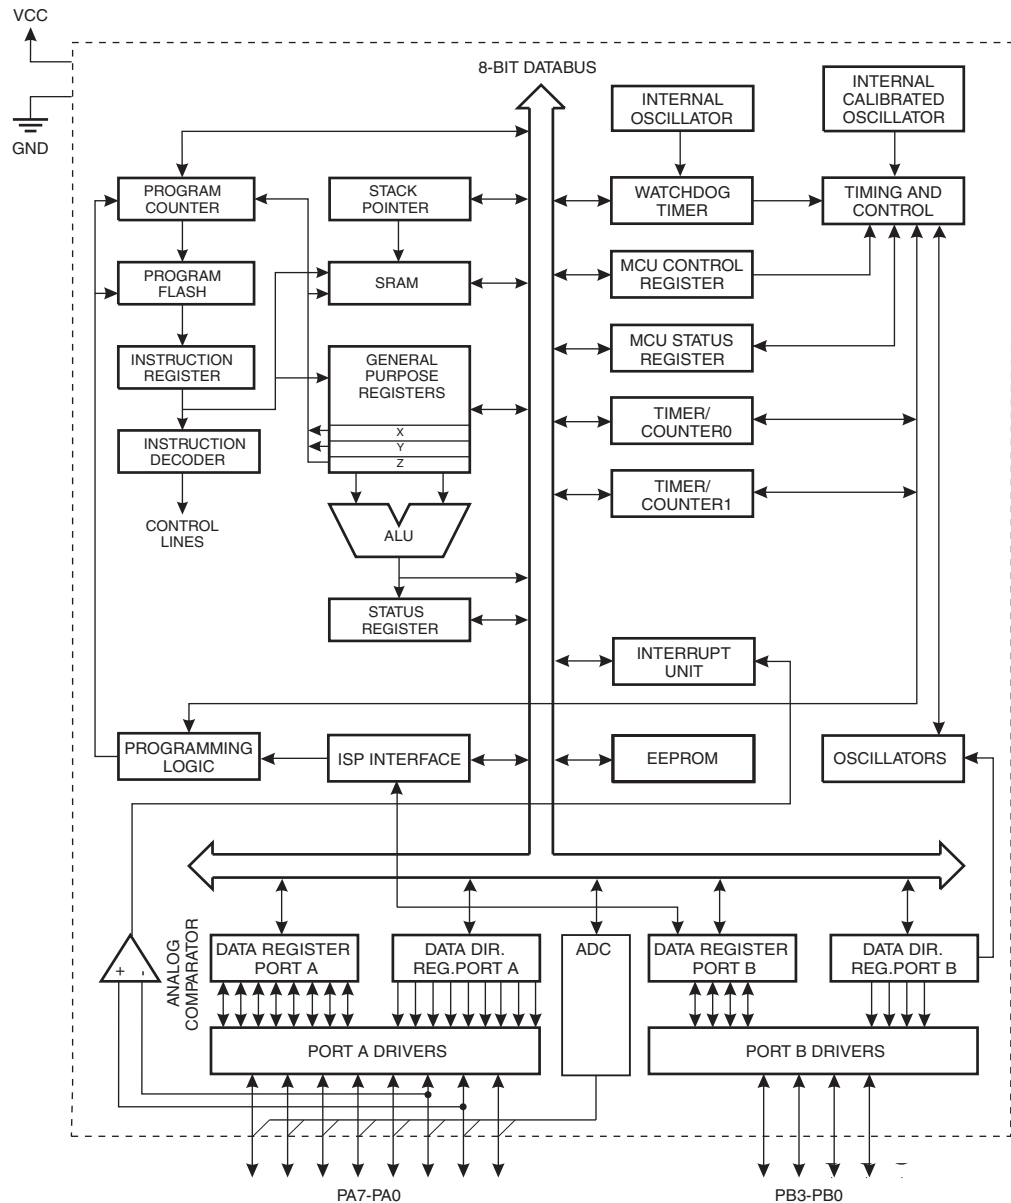 VCC
GND
8-BIT DATABUS
INTERNAL
OSCILLATOR
INTERNAL
CALIBRATED
OSCILLATOR
PROGRAM
COUNTER
STACK
POINTER
WATCHDOG
TIMER
TIMING AND
CONTROL
PROGRAM
FLASH
SRAM
MCU CONTROL
REGISTER
INSTRUCTION
REGISTER
GENERAL
PURPOSE
REGISTERS
X
Y
Z
MCU STATUS
REGISTER
INSTRUCTION
DECODER
TIMER/
COUNTER0
CONTROL
LINES
ALU
TIMER/
COUNTER1
STATUS
REGISTER
INTERRUPT
UNIT
PROGRAMMING
LOGIC
ISP INTERFACE
EEPROM
OSCILLATORS
ANALOG
COMPARATOR
+
-
DATA REGISTER
PORT A
DATA DIR.
REG.PORT A
ADC
DATA REGISTER
PORT B
DATA DIR.
REG.PORT B
PORT A DRIVERS
PORT B DRIVERS
PA7-PA0
PB3-PB0